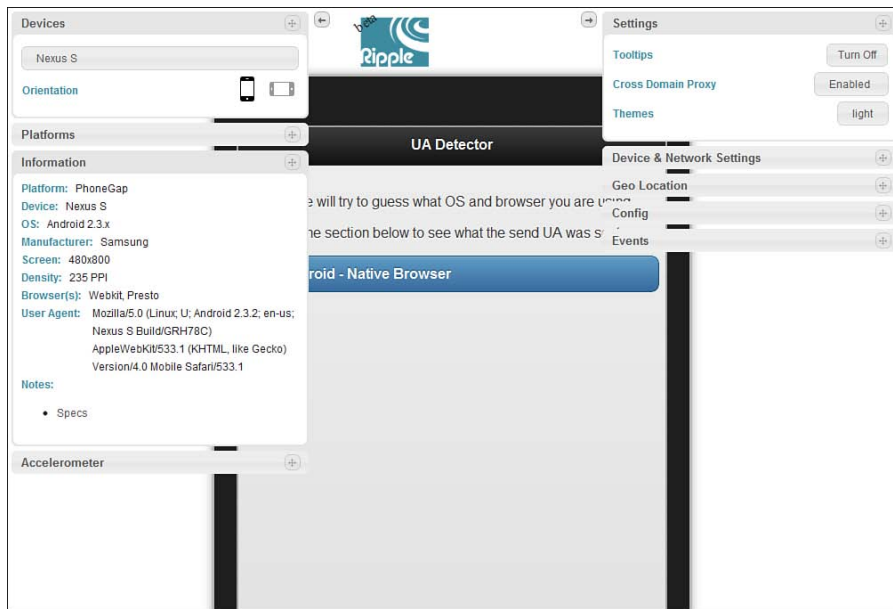 Devices
Nexus S
Orientation
Platforms
Information
Platform: PhoneGap
Device: Nexus S
OS: Android 2.3.x
Manufacturer: Samsung
Screen: 480x800
Density: 235 PPI
Browser(s): Webkit, Presto
User Agent: Mozilla/5.0 (Linux; U; Android 2.3.2; en-us;
Nexus S Build/GRH78C)
AppleWebKit/533.1 (KHTML, like Gecko)
Version/4.0 Mobile Safari/533.1
Notes:
Specs
Accelerometer
beta
Ripple
UA Detector
will try to guess what OS and browser you are using
section below to see what the send UA was
- Native Browser
Settings
Tooltips Turn Off
Cross Domain Proxy Enabled
Themes light
Device & Network Settings
Geo Location
Config
Events